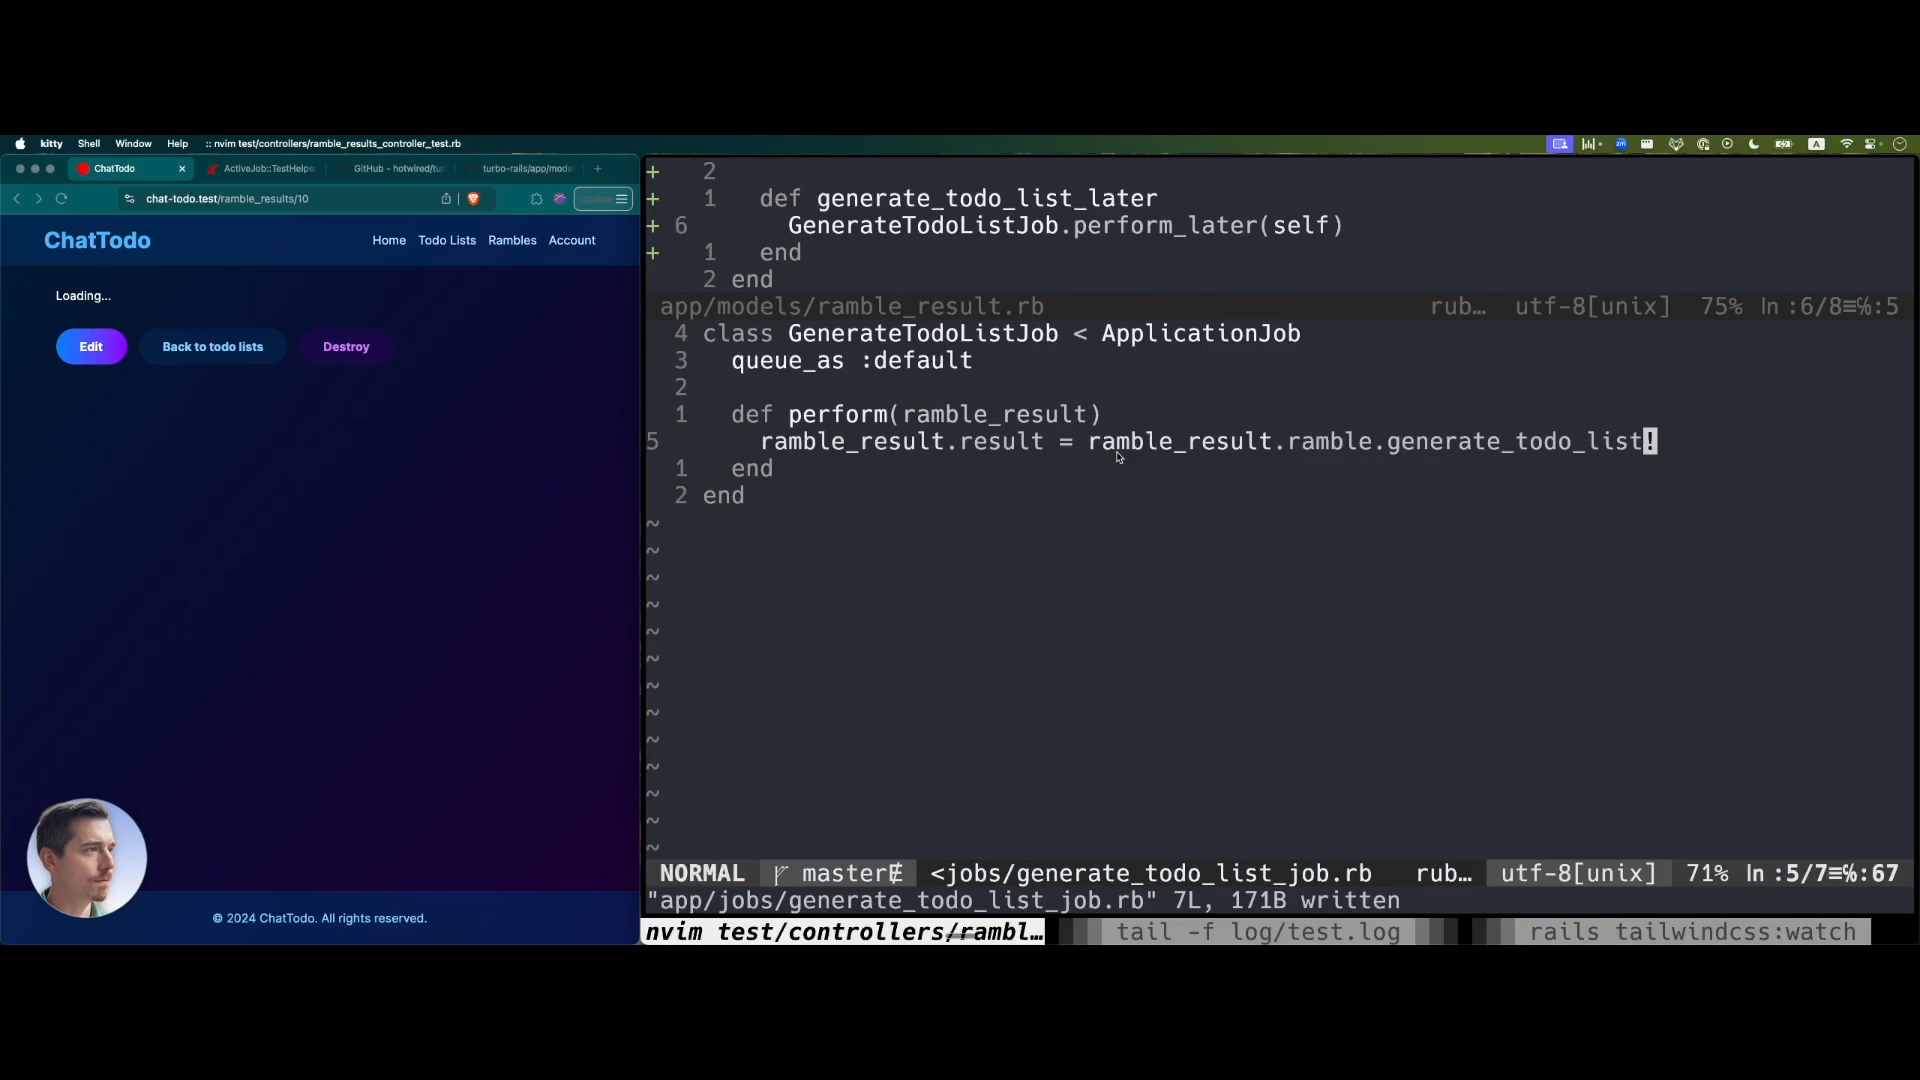 kitty Shell Window Help :: nvim test/controllers/ramble_results_controller_test.rb
zm A
ChatTodo × ActiveJob::TestHelpe GitHub - hotwired/tur turbo-rails/app/mode +
chat-todo.test/ramble_results/10
ChatTodo Home Todo Lists Rambles Account
Loading...
Edit Back to todo lists Destroy
© 2024 ChatTodo. All rights reserved.
+ 2
+ 1 def generate_todo_list_later
+ 6 GenerateTodoListJob.perform_later(self)
+ 1 end
2 end
app/models/ramble_result.rb rub… utf-8[unix] 75% ln :6/8≡℅:5
4 class GenerateTodoListJob < ApplicationJob
3 queue_as :default
2
1 def perform(ramble_result)
5 ramble_result.result = ramble_result.ramble.generate_todo_list!
1 end
2 end
~
~
~
~
~
~
~
~
~
~
~
~
~
NORMAL master <jobs/generate_todo_list_job.rb rub… utf-8[unix] 71% ln :5/7≡℅:67
"app/jobs/generate_todo_list_job.rb" 7L, 171B written
nvim test/controllers/rambl… tail -f log/test.log rails tailwindcss:watch